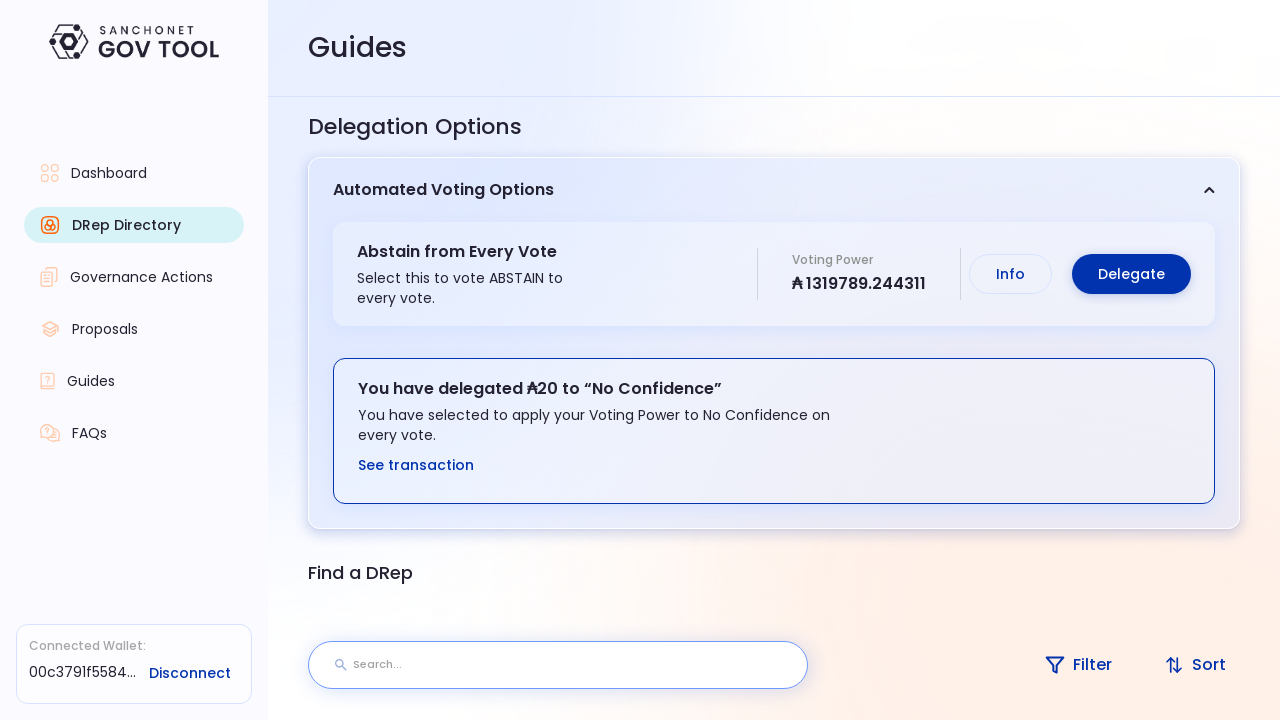 SANCHONET
GOV TOOL
Dashboard
DRep Directory
Governance Actions
Proposals
Guides
FAQs
Connected Wallet:
00c3791f5584...
Disconnect
Guides
Delegation Options
Automated Voting Options
Abstain from Every Vote
Select this to vote ABSTAIN to
every vote.
Voting Power
₳ 1319789.244311
Info
Delegate
You have delegated ₳20 to “No Confidence”
You have selected to apply your Voting Power to No Confidence on
every vote.
See transaction
Find a DRep
Search...
Filter
Sort